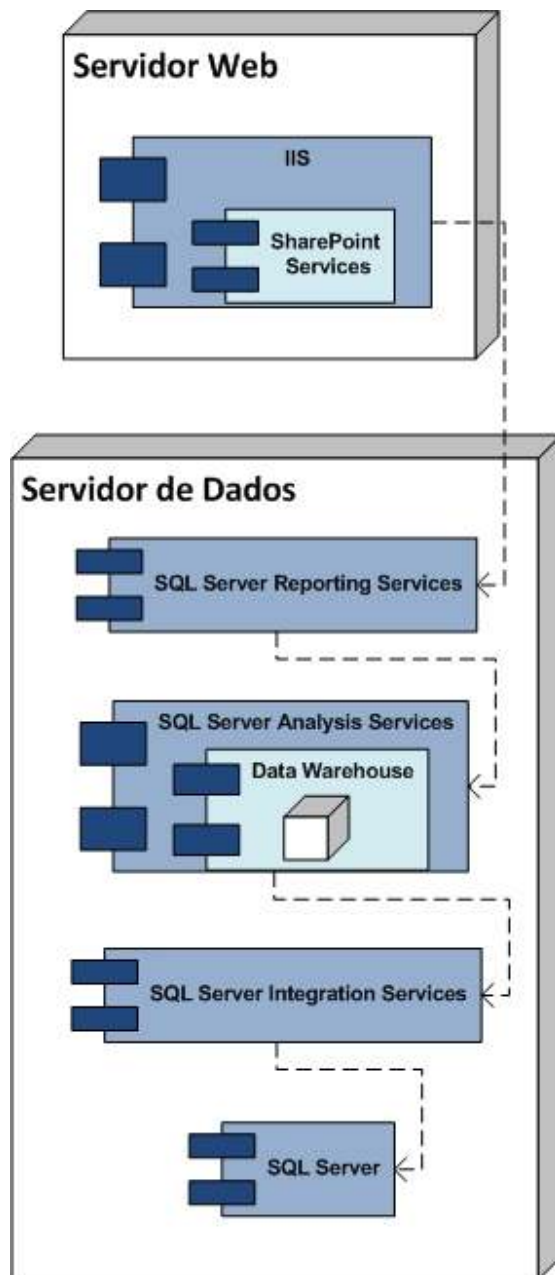 Servidor Web
IIS
SharePoint
Services
Servidor de Dados
SQL Server Reporting Services
SQL Server Analysis Services
Data Warehouse
SQL Server Integration Services
SQL Server